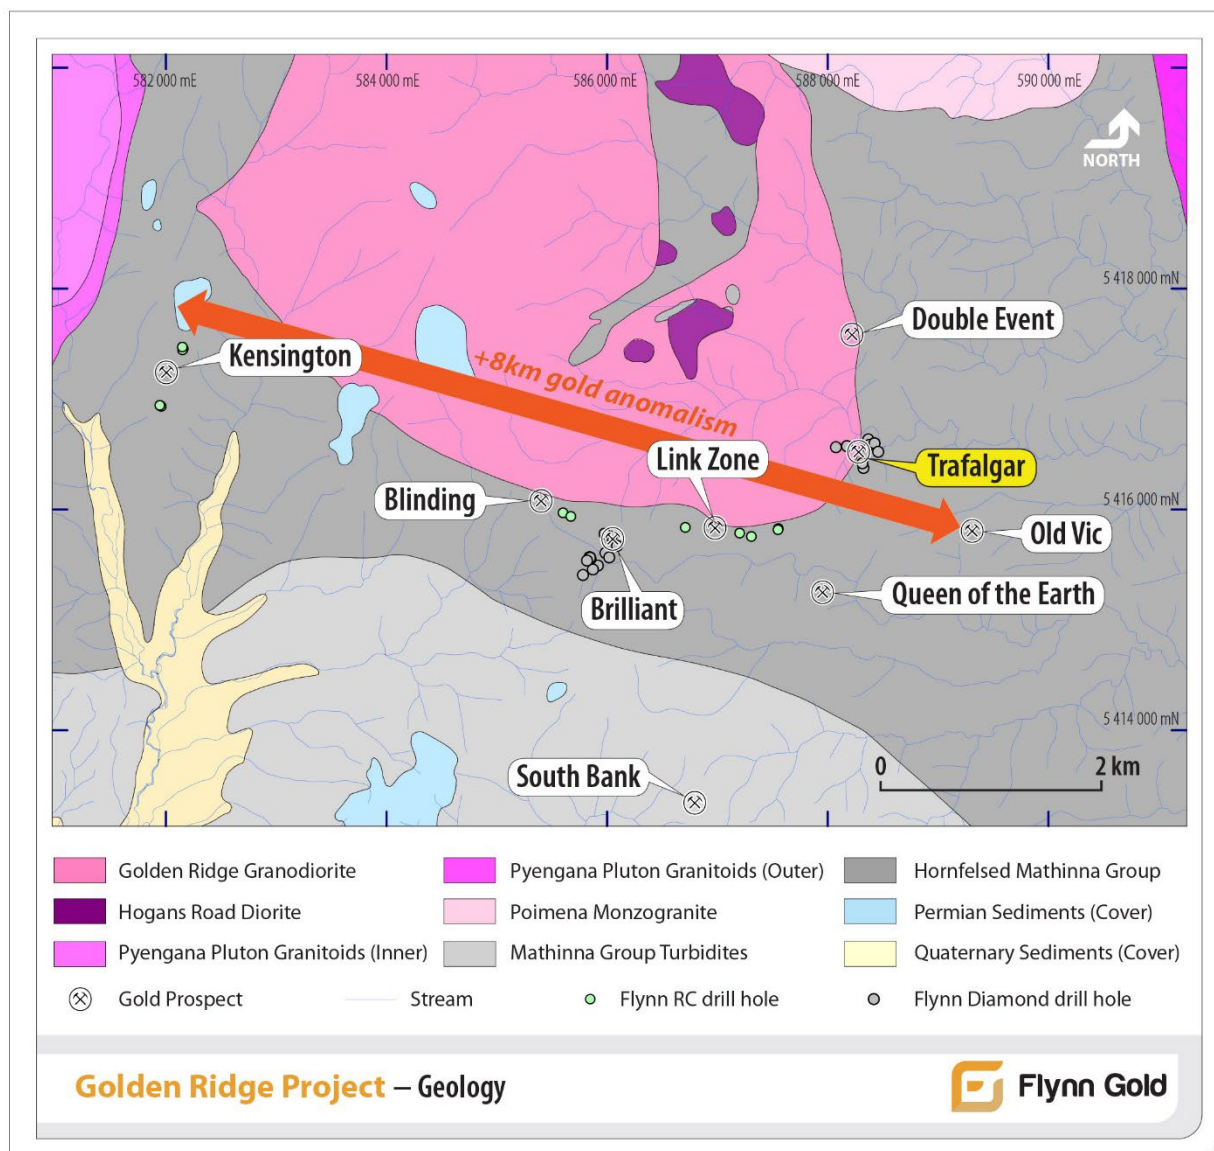 582 000 mE
584 000 mE
586 000 mE
588 000 mE
590 000 mE
NORTH
5 418 000 mN
Double Event
Kensington
+8km gold anomalism
Link Zone
Trafalgar
Blinding
5 416 000 mN
Old Vic
Queen of the Earth
Brilliant
5 414 000 mN
South Bank
0
2 km
Golden Ridge Granodiorite
Pyengana Pluton Granitoids (Outer)
Hornfelsed Mathinna Group
Hogans Road Diorite
Poimena Monzogranite
Permian Sediments (Cover)
Pyengana Pluton Granitoids (Inner)
Mathinna Group Turbidites
Quaternary Sediments (Cover)
Gold Prospect
Stream
Flynn RC drill hole
Flynn Diamond drill hole
Golden Ridge Project – Geology
Flynn Gold